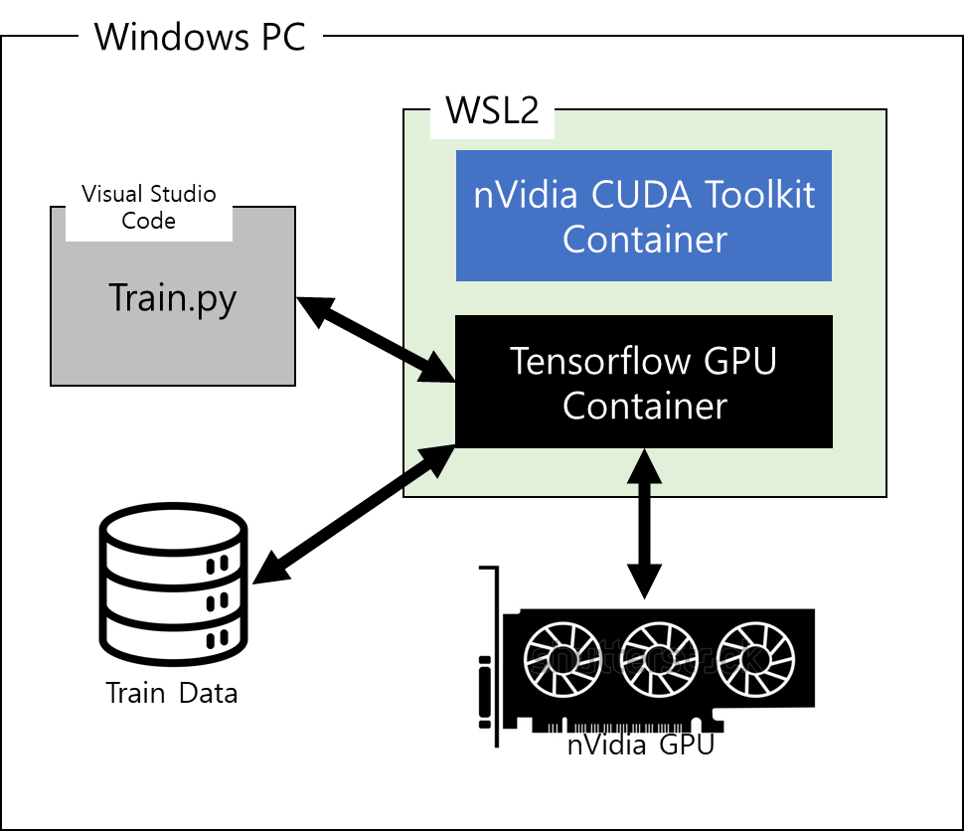 Windows PC
WSL2
nVidia CUDA Toolkit
Container
Visual Studio
Code
Train.py
Tensorflow GPU
Container
Train Data
shutterstock
nVidia GPU